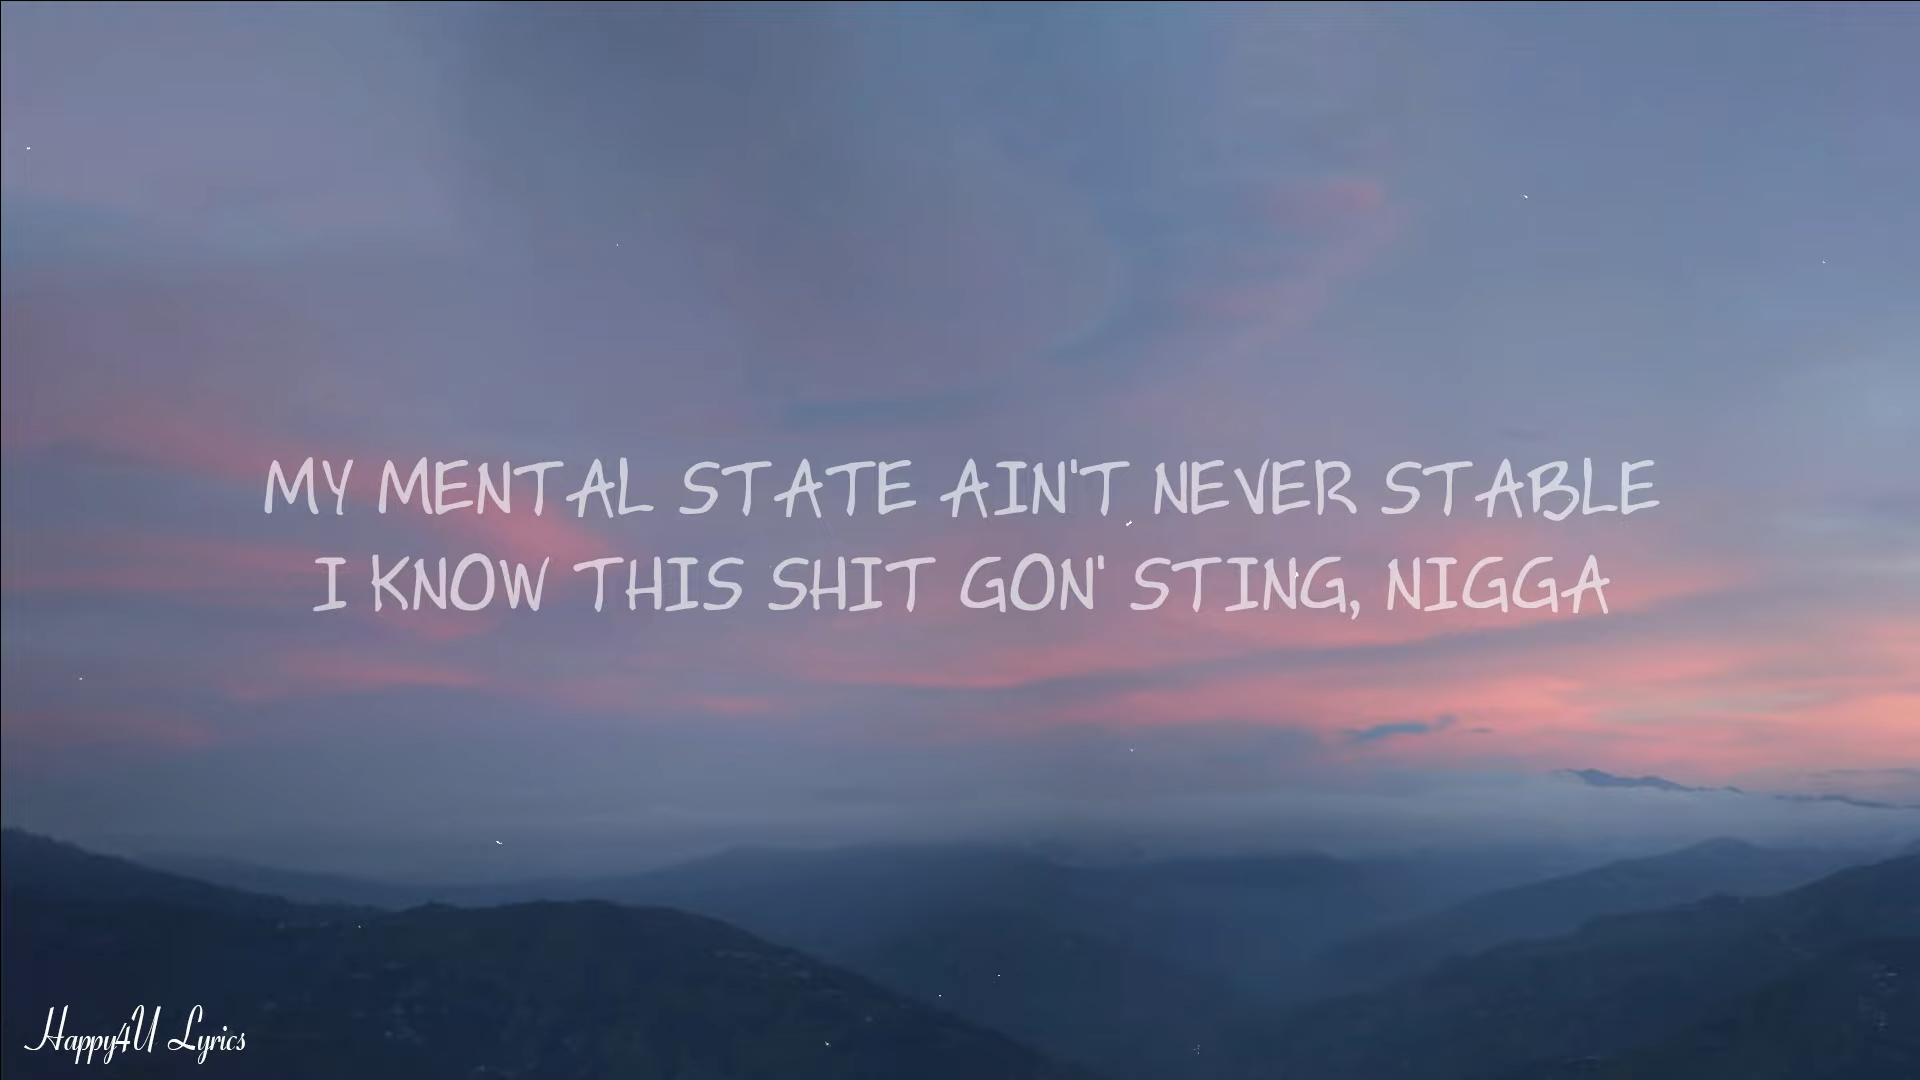 MY MENTAL STATE AIN'T NEVER STABLE
I KNOW THIS SHIT GON' STING, NIGGA
Happy4U Lyrics